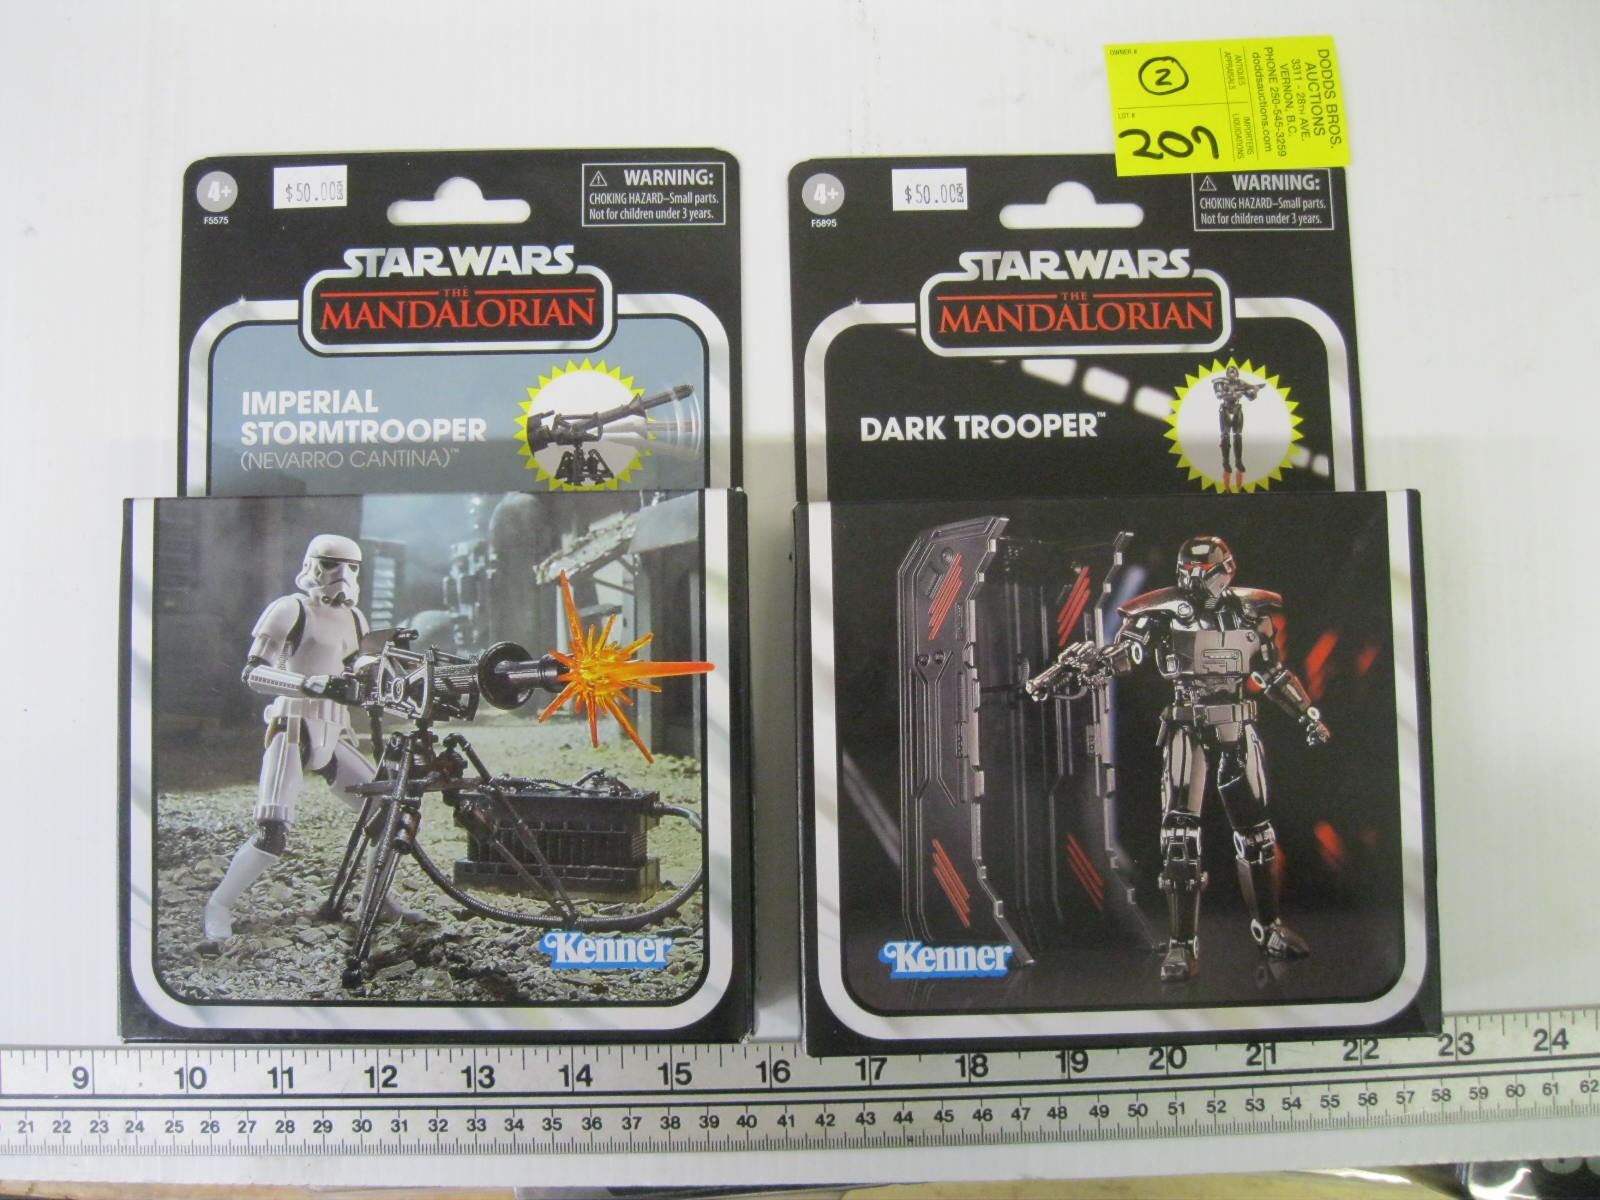 DODDS BROS.
AUCTIONS
3311 - 28TH AVE.
VERNON, B.C.
PHONE 250-545-3259
doddsauctions.com
ANTIQUES
APPRAISALS
IMPORTERS
LIQUIDATIONS
OWNER #
2
LOT #
209
4+
F5575
$50.00
WARNING:
CHOKING HAZARD–Small parts.
Not for children under 3 years.
STAR WARS
THE
MANDALORIAN
IMPERIAL
STORMTROOPER
(NEVARRO CANTINA)™
Kenner
4+
F5895
$50.00
WARNING:
CHOKING HAZARD–Small parts.
Not for children under 3 years.
STAR WARS
THE
MANDALORIAN
DARK TROOPER™
Kenner
9 10 11 12 13 14 15 16 17 18 19 20 21 22 23 24
21 22 23 24 25 26 27 28 29 30 31 32 33 34 35 36 37 38 39 40 41 42 43 44 45 46 47 48 49 50 51 52 53 54 55 56 57 58 59 60 61 62